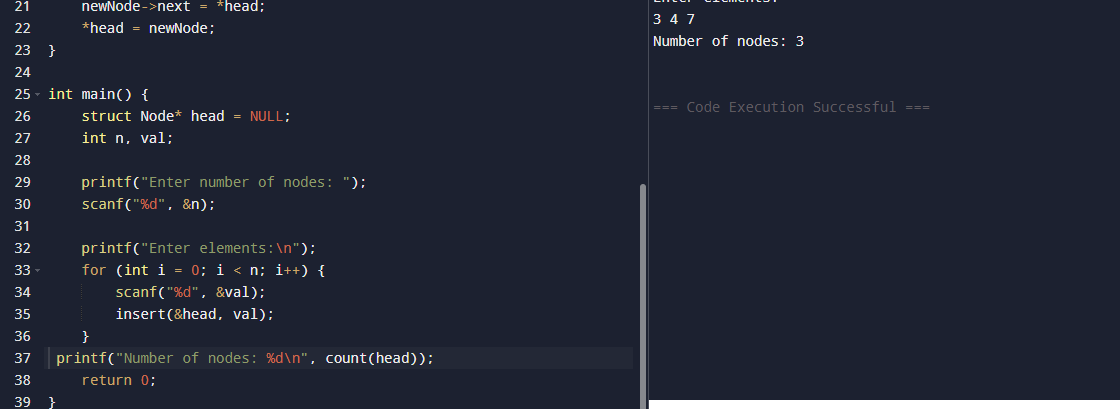 21 newNode->next = *head;
22 *head = newNode;
23 }
24
25 int main() {
26 struct Node* head = NULL;
27 int n, val;
28
29 printf("Enter number of nodes: ");
30 scanf("%d", &n);
31
32 printf("Enter elements:\n");
33 for (int i = 0; i < n; i++) {
34 scanf("%d", &val);
35 insert(&head, val);
36 }
37 printf("Number of nodes: %d\n", count(head));
38 return 0;
39 }
Enter elements:
3 4 7
Number of nodes: 3
=== Code Execution Successful ===